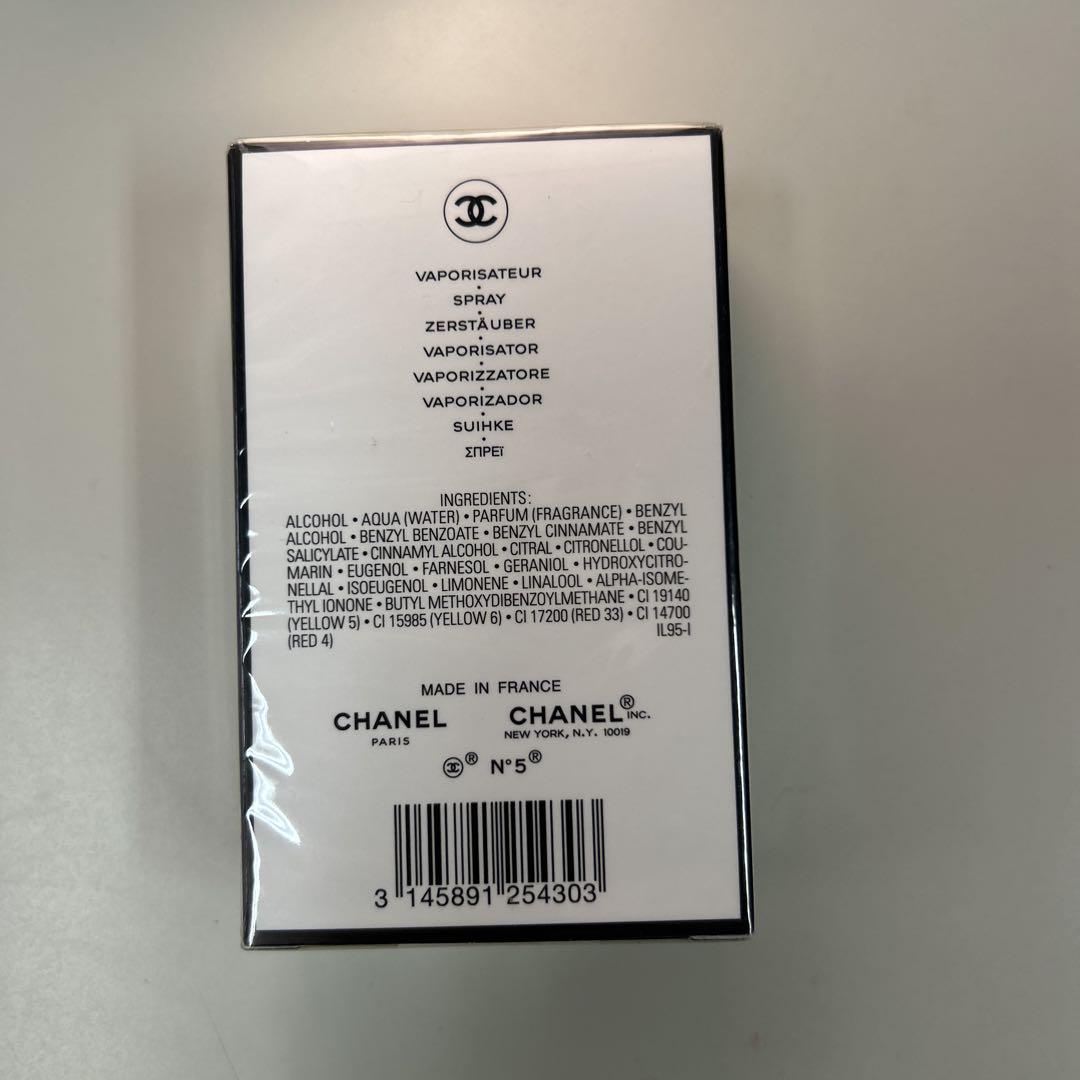 VAPORISATEUR
SPRAY
ZERSTÄUBER
VAPORISATOR
VAPORIZZATORE
VAPORIZADOR
SUIHKE
ΣΠΡΕΪ
INGREDIENTS:
ALCOHOL • AQUA (WATER) • PARFUM (FRAGRANCE) • BENZYL
ALCOHOL • BENZYL BENZOATE • BENZYL CINNAMATE • BENZYL
SALICYLATE • CINNAMYL ALCOHOL • CITRAL • CITRONELLOL • COU-
MARIN • EUGENOL • FARNESOL • GERANIOL • HYDROXYCITRO-
NELLAL • ISOEUGENOL • LIMONENE • LINALOOL • ALPHA-ISOME-
THYL IONONE • BUTYL METHOXYDIBENZOYLMETHANE • CI 19140
(YELLOW 5) • CI 15985 (YELLOW 6) • CI 17200 (RED 33) • CI 14700
(RED 4) IL95-I
MADE IN FRANCE
CHANEL
PARIS
CHANEL® INC.
NEW YORK, N.Y. 10019
® N°5®
3 145891 254303